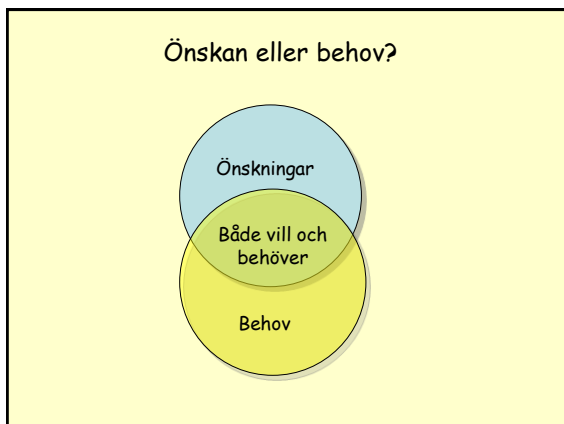 Önskan eller behov?
Önskningar
Både vill och
behöver
Behov